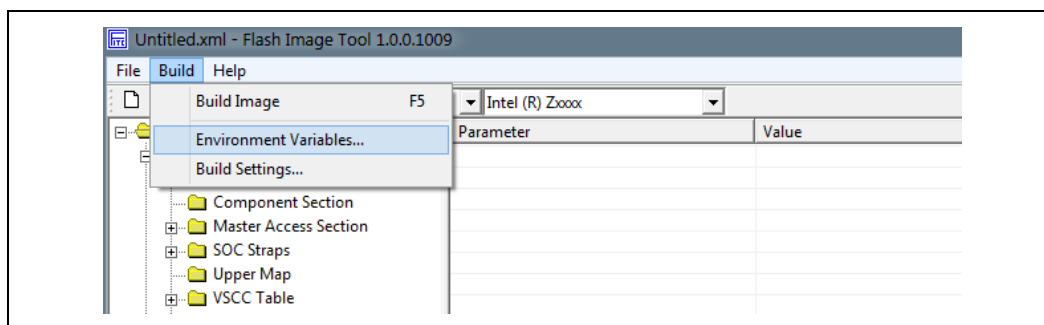 Untitled.xml - Flash Image Tool 1.0.0.1009
File Build Help
Build Image F5 Intel (R) Zxxxx
Environment Variables... Parameter Value
Build Settings...
Component Section
Master Access Section
SOC Straps
Upper Map
VSCC Table